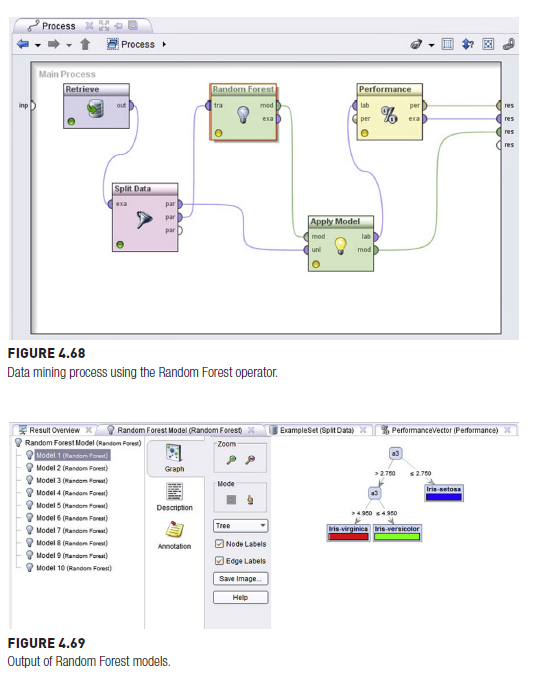 Process
Process
Main Process
Retrieve
Random Forest
Performance
inp
out
tra
mod
exa
lab
per
per
exa
%
res
res
res
res
Split Data
exa
par
par
par
Apply Model
mod
unl
lab
mod
FIGURE 4.68
Data mining process using the Random Forest operator.
Result Overview
Random Forest Model (Random Forest)
ExampleSet (Split Data)
% PerformanceVector (Performance)
Random Forest Model (Random Forest)
Model 1 (Random Forest)
Model 2 (Random Forest)
Model 3 (Random Forest)
Model 4 (Random Forest)
Model 5 (Random Forest)
Model 6 (Random Forest)
Model 7 (Random Forest)
Model 8 (Random Forest)
Model 9 (Random Forest)
Model 10 (Random Forest)
Graph
Description
Annotation
Zoom
Mode
Tree
Node Labels
Edge Labels
Save Image...
Help
a3
> 2.750 ≤ 2.750
a3
Iris-setosa
> 4.950 ≤ 4.950
Iris-virginica Iris-versicolor
FIGURE 4.69
Output of Random Forest models.